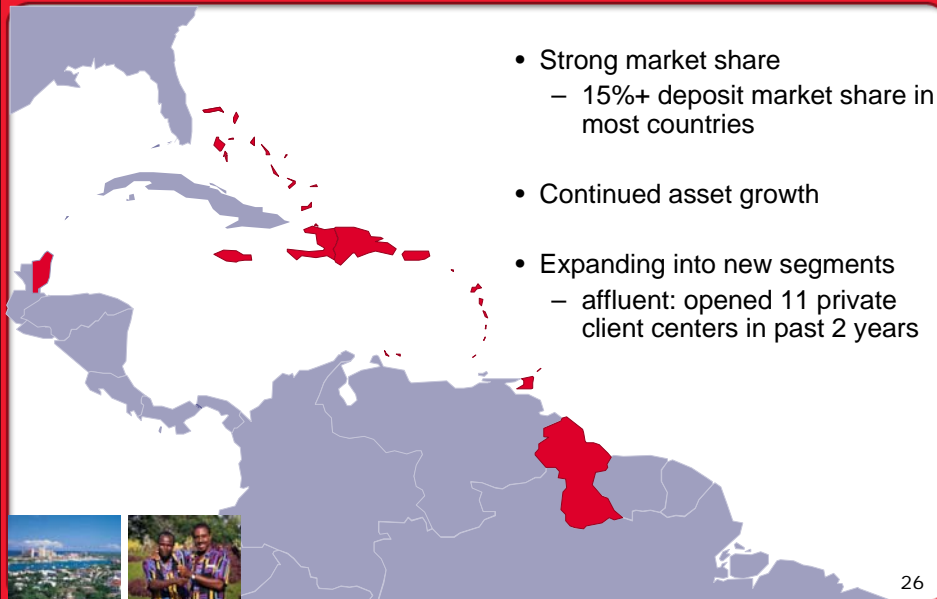 • Strong market share
– 15%+ deposit market share in
most countries
• Continued asset growth
• Expanding into new segments
– affluent: opened 11 private
client centers in past 2 years
26